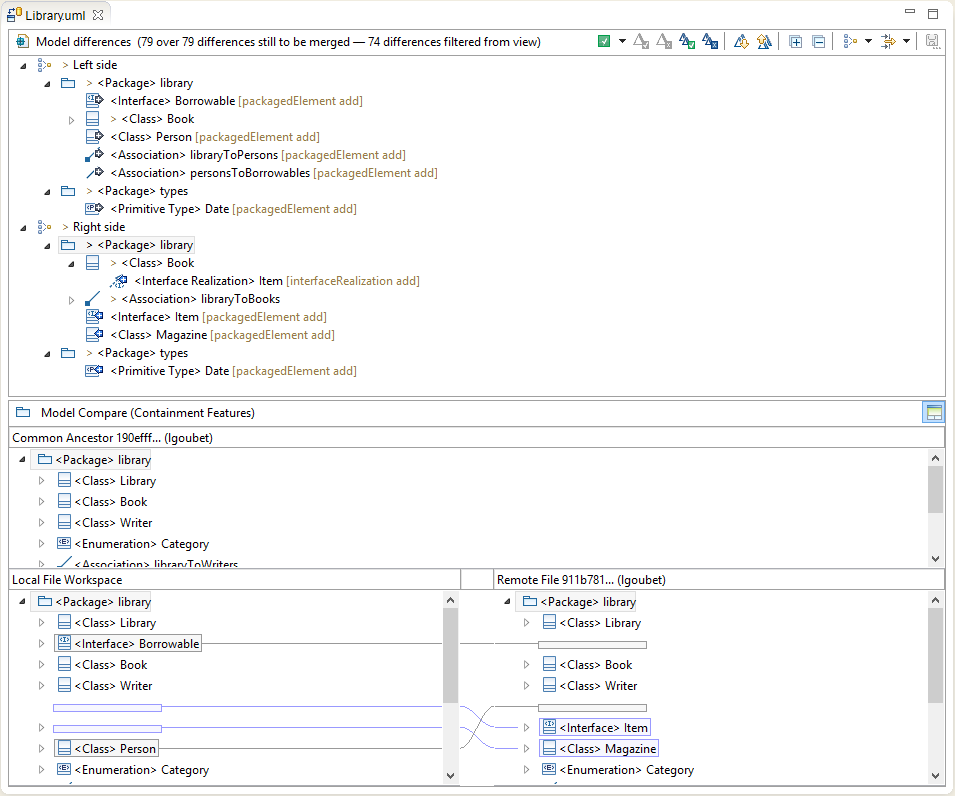 Library.uml
Model differences (79 over 79 differences still to be merged — 74 differences filtered from view)
> Left side
> <Package> library
<Interface> Borrowable [packagedElement add]
> <Class> Book
<Class> Person [packagedElement add]
<Association> libraryToPersons [packagedElement add]
<Association> personsToBorrowables [packagedElement add]
> <Package> types
<Primitive Type> Date [packagedElement add]
> Right side
> <Package> library
> <Class> Book
<Interface Realization> Item [interfaceRealization add]
> <Association> libraryToBooks
<Interface> Item [packagedElement add]
<Class> Magazine [packagedElement add]
> <Package> types
<Primitive Type> Date [packagedElement add]
Model Compare (Containment Features)
Common Ancestor 190efff... (lgoubet)
<Package> library
<Class> Library
<Class> Book
<Class> Writer
<Enumeration> Category
<Association> libraryToWriters
Local File Workspace
<Package> library
<Class> Library
<Interface> Borrowable
<Class> Book
<Class> Writer
<Class> Person
<Enumeration> Category
Remote File 911b781... (lgoubet)
<Package> library
<Class> Library
<Class> Book
<Class> Writer
<Interface> Item
<Class> Magazine
<Enumeration> Category